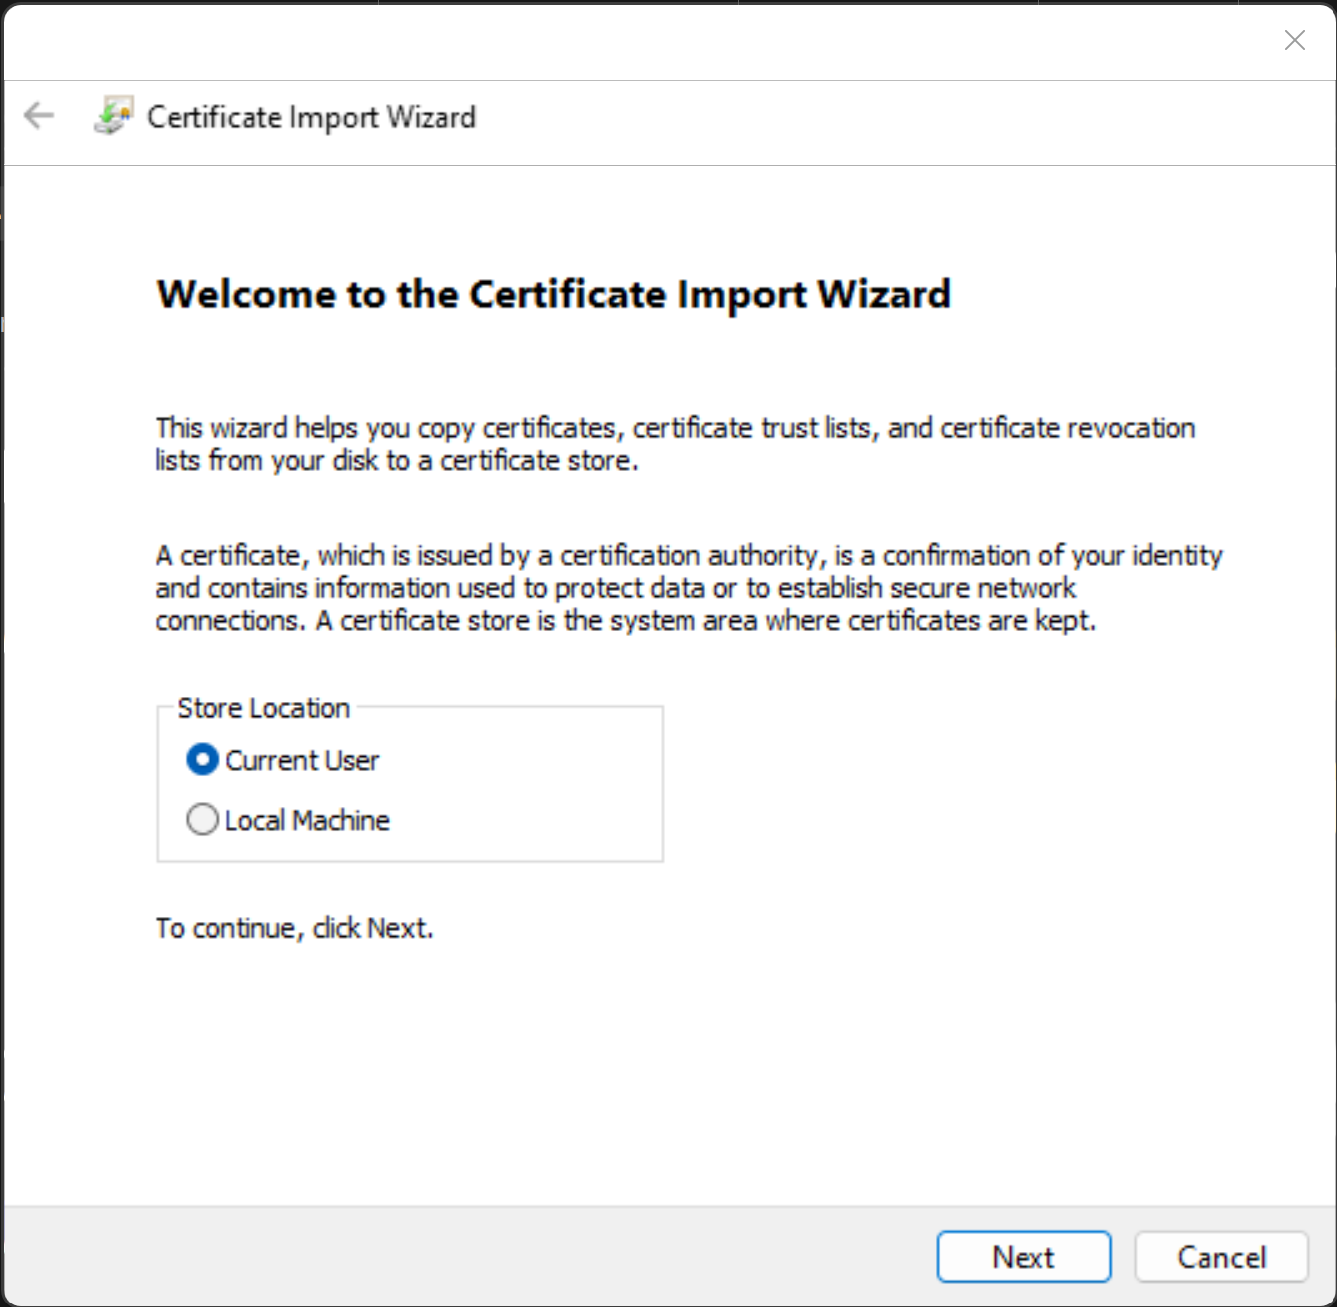 Certificate Import Wizard
Welcome to the Certificate Import Wizard
This wizard helps you copy certificates, certificate trust lists, and certificate revocation
lists from your disk to a certificate store.
A certificate, which is issued by a certification authority, is a confirmation of your identity
and contains information used to protect data or to establish secure network
connections. A certificate store is the system area where certificates are kept.
Store Location
Current User
Local Machine
To continue, click Next.
Next
Cancel